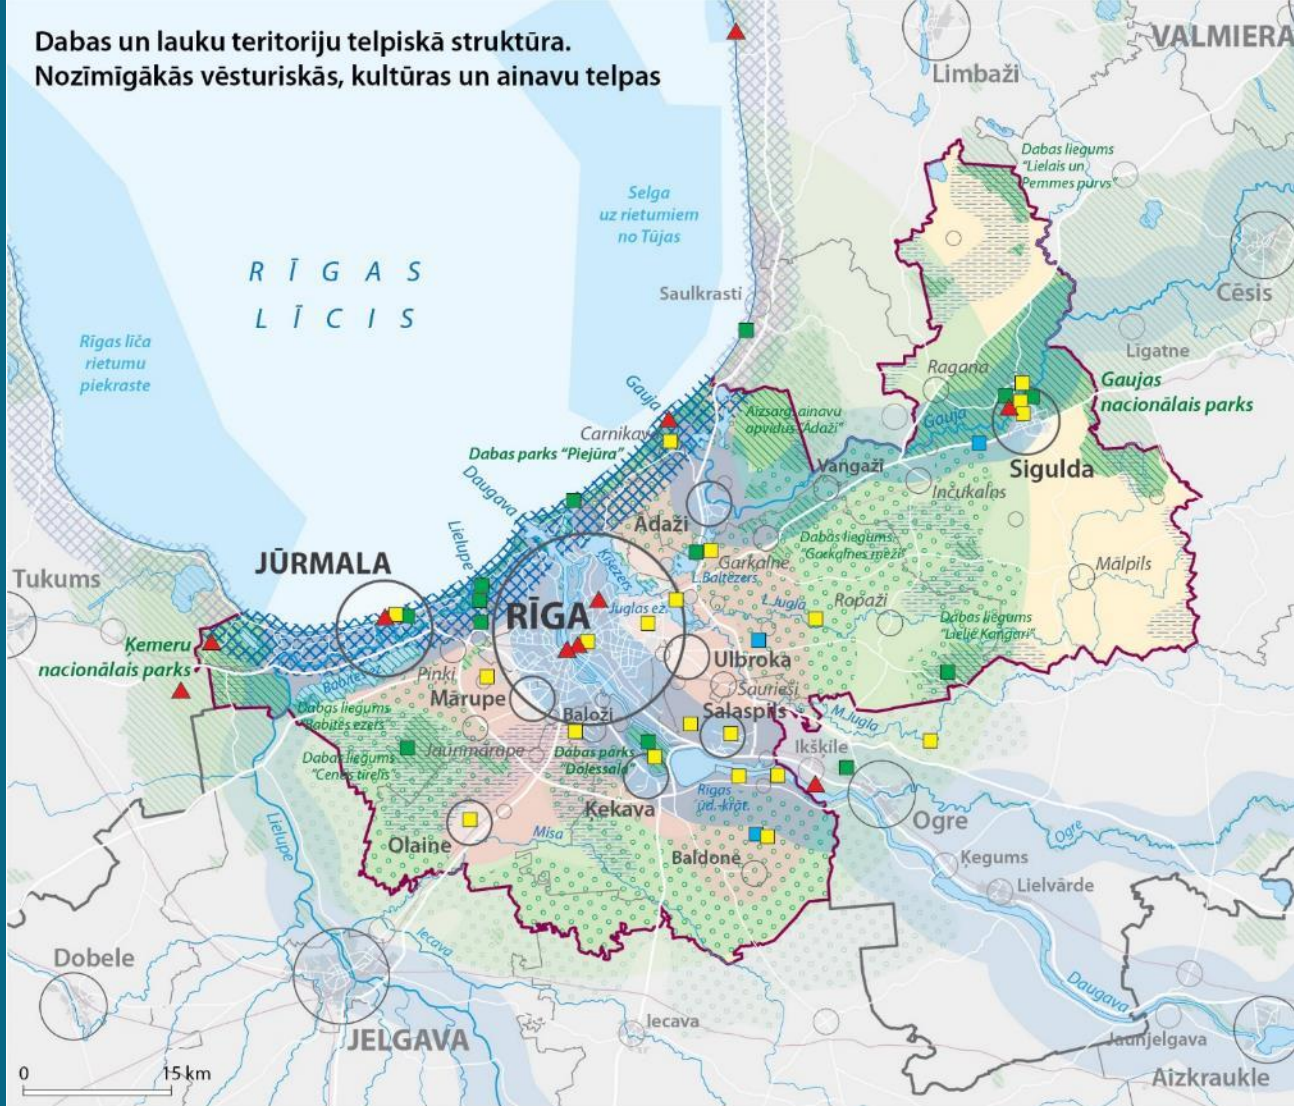 Dabas un lauku teritoriju telpiskā struktūra.
Nozīmīgākās vēsturiskās, kultūras un ainavu telpas
VALMIERA
Limbaži
Dabas liegums
"Lielais un
Pemmes purvs"
Selga
uz rietumiem
no Tūjas
RĪGAS
LĪCIS
Saulkrasti
Cēsis
Rīgas līča
rietumu
piekraste
Līgatne
Ragana
Gaujas
nacionālais parks
Gauja
Carnikava
Aizsarg. ainavu
apvidus "Ādaži"
Gauja
Dabas parks "Piejūra"
Vangaži
Sigulda
Daugava
Inčukalns
Ādaži
Lielupe
Dabas liegums
"Garkalnes meži"
JŪRMALA
Ķīšezers
Garkalne
L.Baltezers
Mālpils
Tukums
RĪGA
Juglas ez.
L.Jugla
Ropaži
Dabas liegums
"Lielie Kangari"
Ķemeru
nacionālais parks
Ulbroka
Babītes ez.
Piņķi
Saurieši
Mārupe
Salaspils
M.Jugla
Dabas liegums
"Babītes ezers"
Baloži
Ikšķile
Dabas liegums
"Cenas tīrelis"
Jaunmārupe
Dabas parks
"Doles sala"
Rīgas
ūd.-krāt.
Ķekava
Ogre
Ogre
Olaine
Misa
Baldone
Lielupe
Ķegums
Lielvārde
Iecava
Dobele
Daugava
JELGAVA
Iecava
Jaunjelgava
Aizkraukle
0 15 km